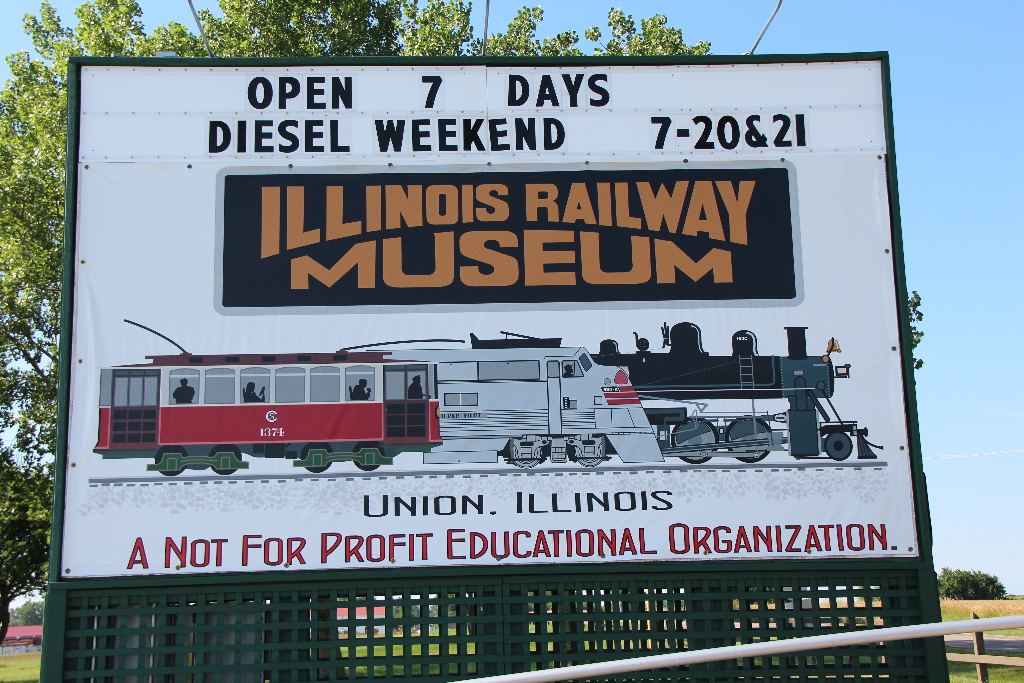 OPEN 7 DAYS
DIESEL WEEKEND 7-20&21
ILLINOIS RAILWAY
MUSEUM
1374
UNION, ILLINOIS
A NOT FOR PROFIT EDUCATIONAL ORGANIZATION.